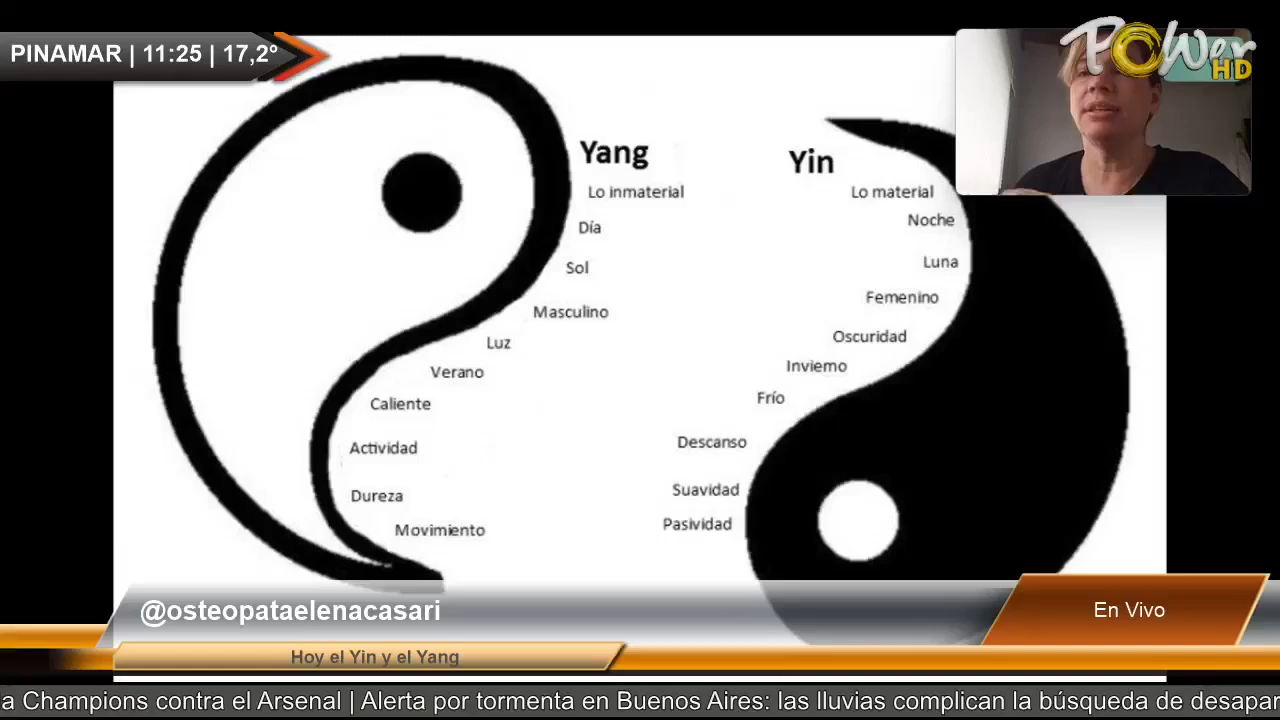 PINAMAR | 11:25 | 17,2°
Power
HD
Yang
Lo inmaterial
Día
Sol
Masculino
Luz
Verano
Caliente
Actividad
Dureza
Movimiento
Yin
Lo material
Noche
Luna
Femenino
Oscuridad
Invierno
Frío
Descanso
Suavidad
Pasividad
@osteopataelenacasari
En Vivo
Hoy el Yin y el Yang
a Champions contra el Arsenal | Alerta por tormenta en Buenos Aires: las lluvias complican la búsqueda de desapar